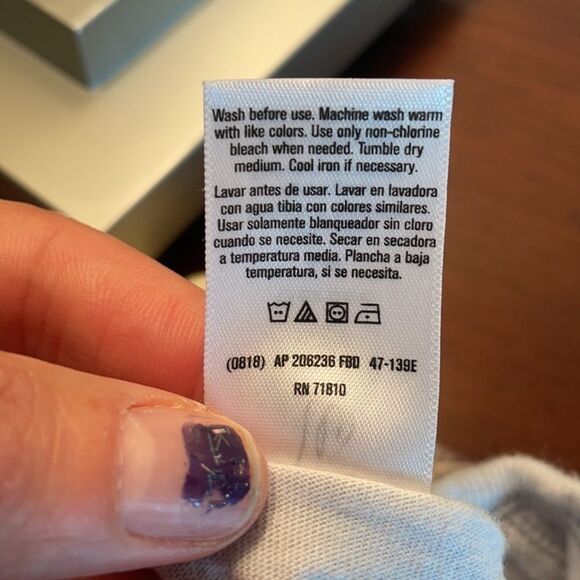 Wash before use. Machine wash warm
with like colors. Use only non-chlorine
bleach when needed. Tumble dry
medium. Cool iron if necessary.
Lavar antes de usar. Lavar en lavadora
con agua tibia con colores similares.
Usar solamente blanqueador sin cloro
cuando se necesite. Secar en secadora
a temperatura media. Plancha a baja
temperatura, si se necesita.
(0818) AP 206236 FBD 47-139E
RN 71810